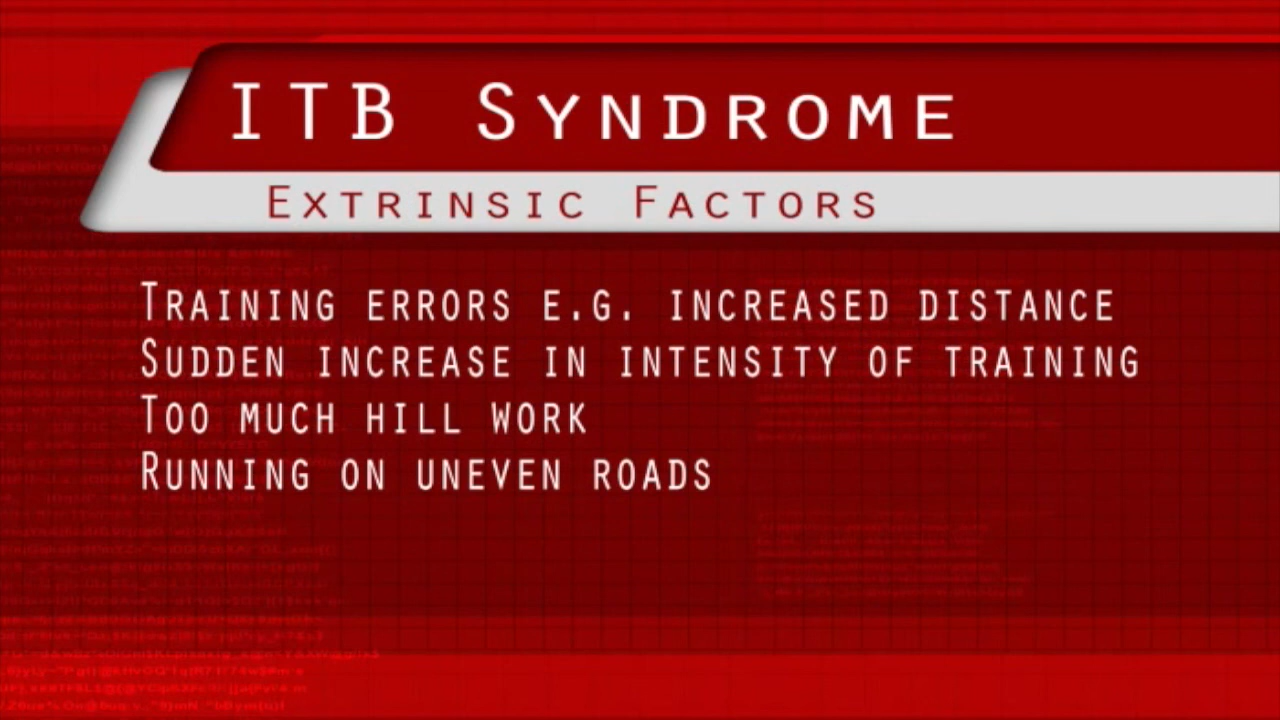 ITB SYNDROME
EXTRINSIC FACTORS
TRAINING ERRORS E.G. INCREASED DISTANCE
SUDDEN INCREASE IN INTENSITY OF TRAINING
TOO MUCH HILL WORK
RUNNING ON UNEVEN ROADS